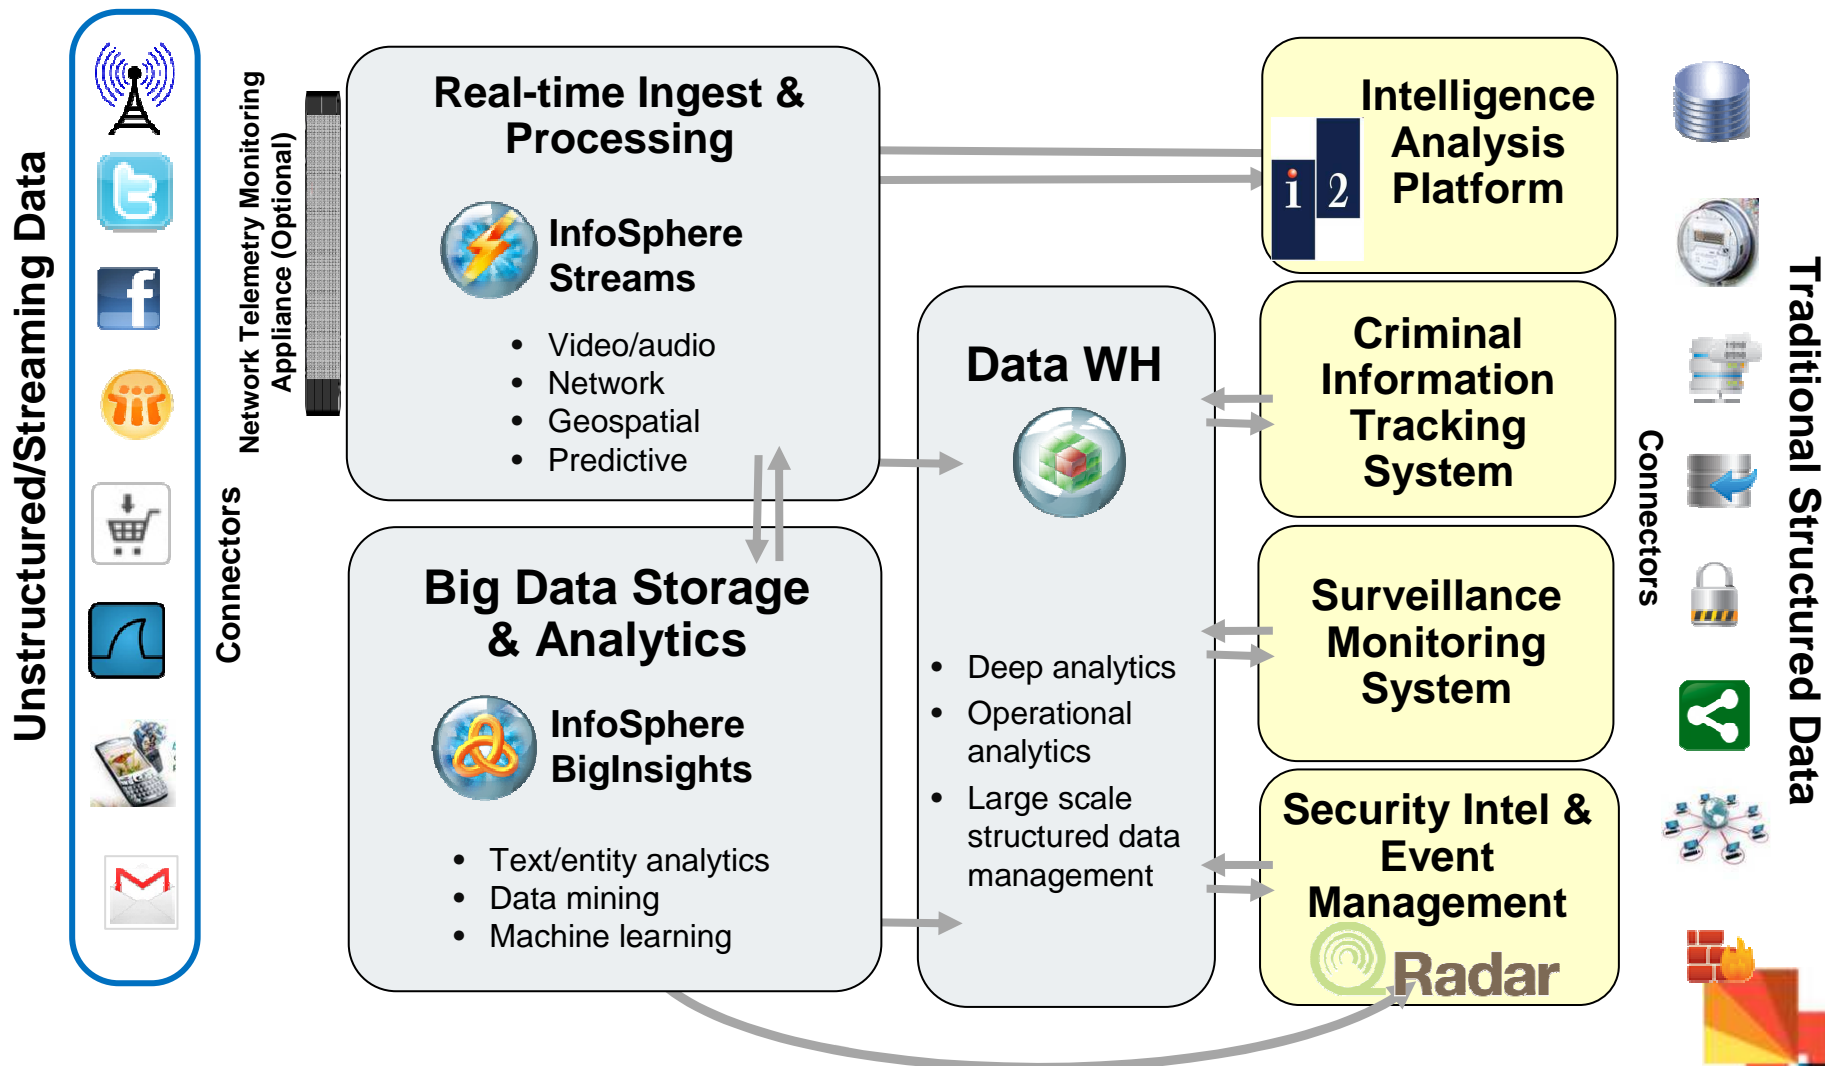 Unstructured/Streaming Data
Connectors
Network Telemetry Monitoring
Appliance (Optional)
Real-time Ingest &
Processing
InfoSphere
Streams
• Video/audio
• Network
• Geospatial
• Predictive
Big Data Storage
& Analytics
InfoSphere
BigInsights
• Text/entity analytics
• Data mining
• Machine learning
Data WH
• Deep analytics
• Operational
analytics
• Large scale
structured data
management
i2
Intelligence
Analysis
Platform
Criminal
Information
Tracking
System
Surveillance
Monitoring
System
Security Intel &
Event
Management
QRadar
Connectors
Traditional Structured Data